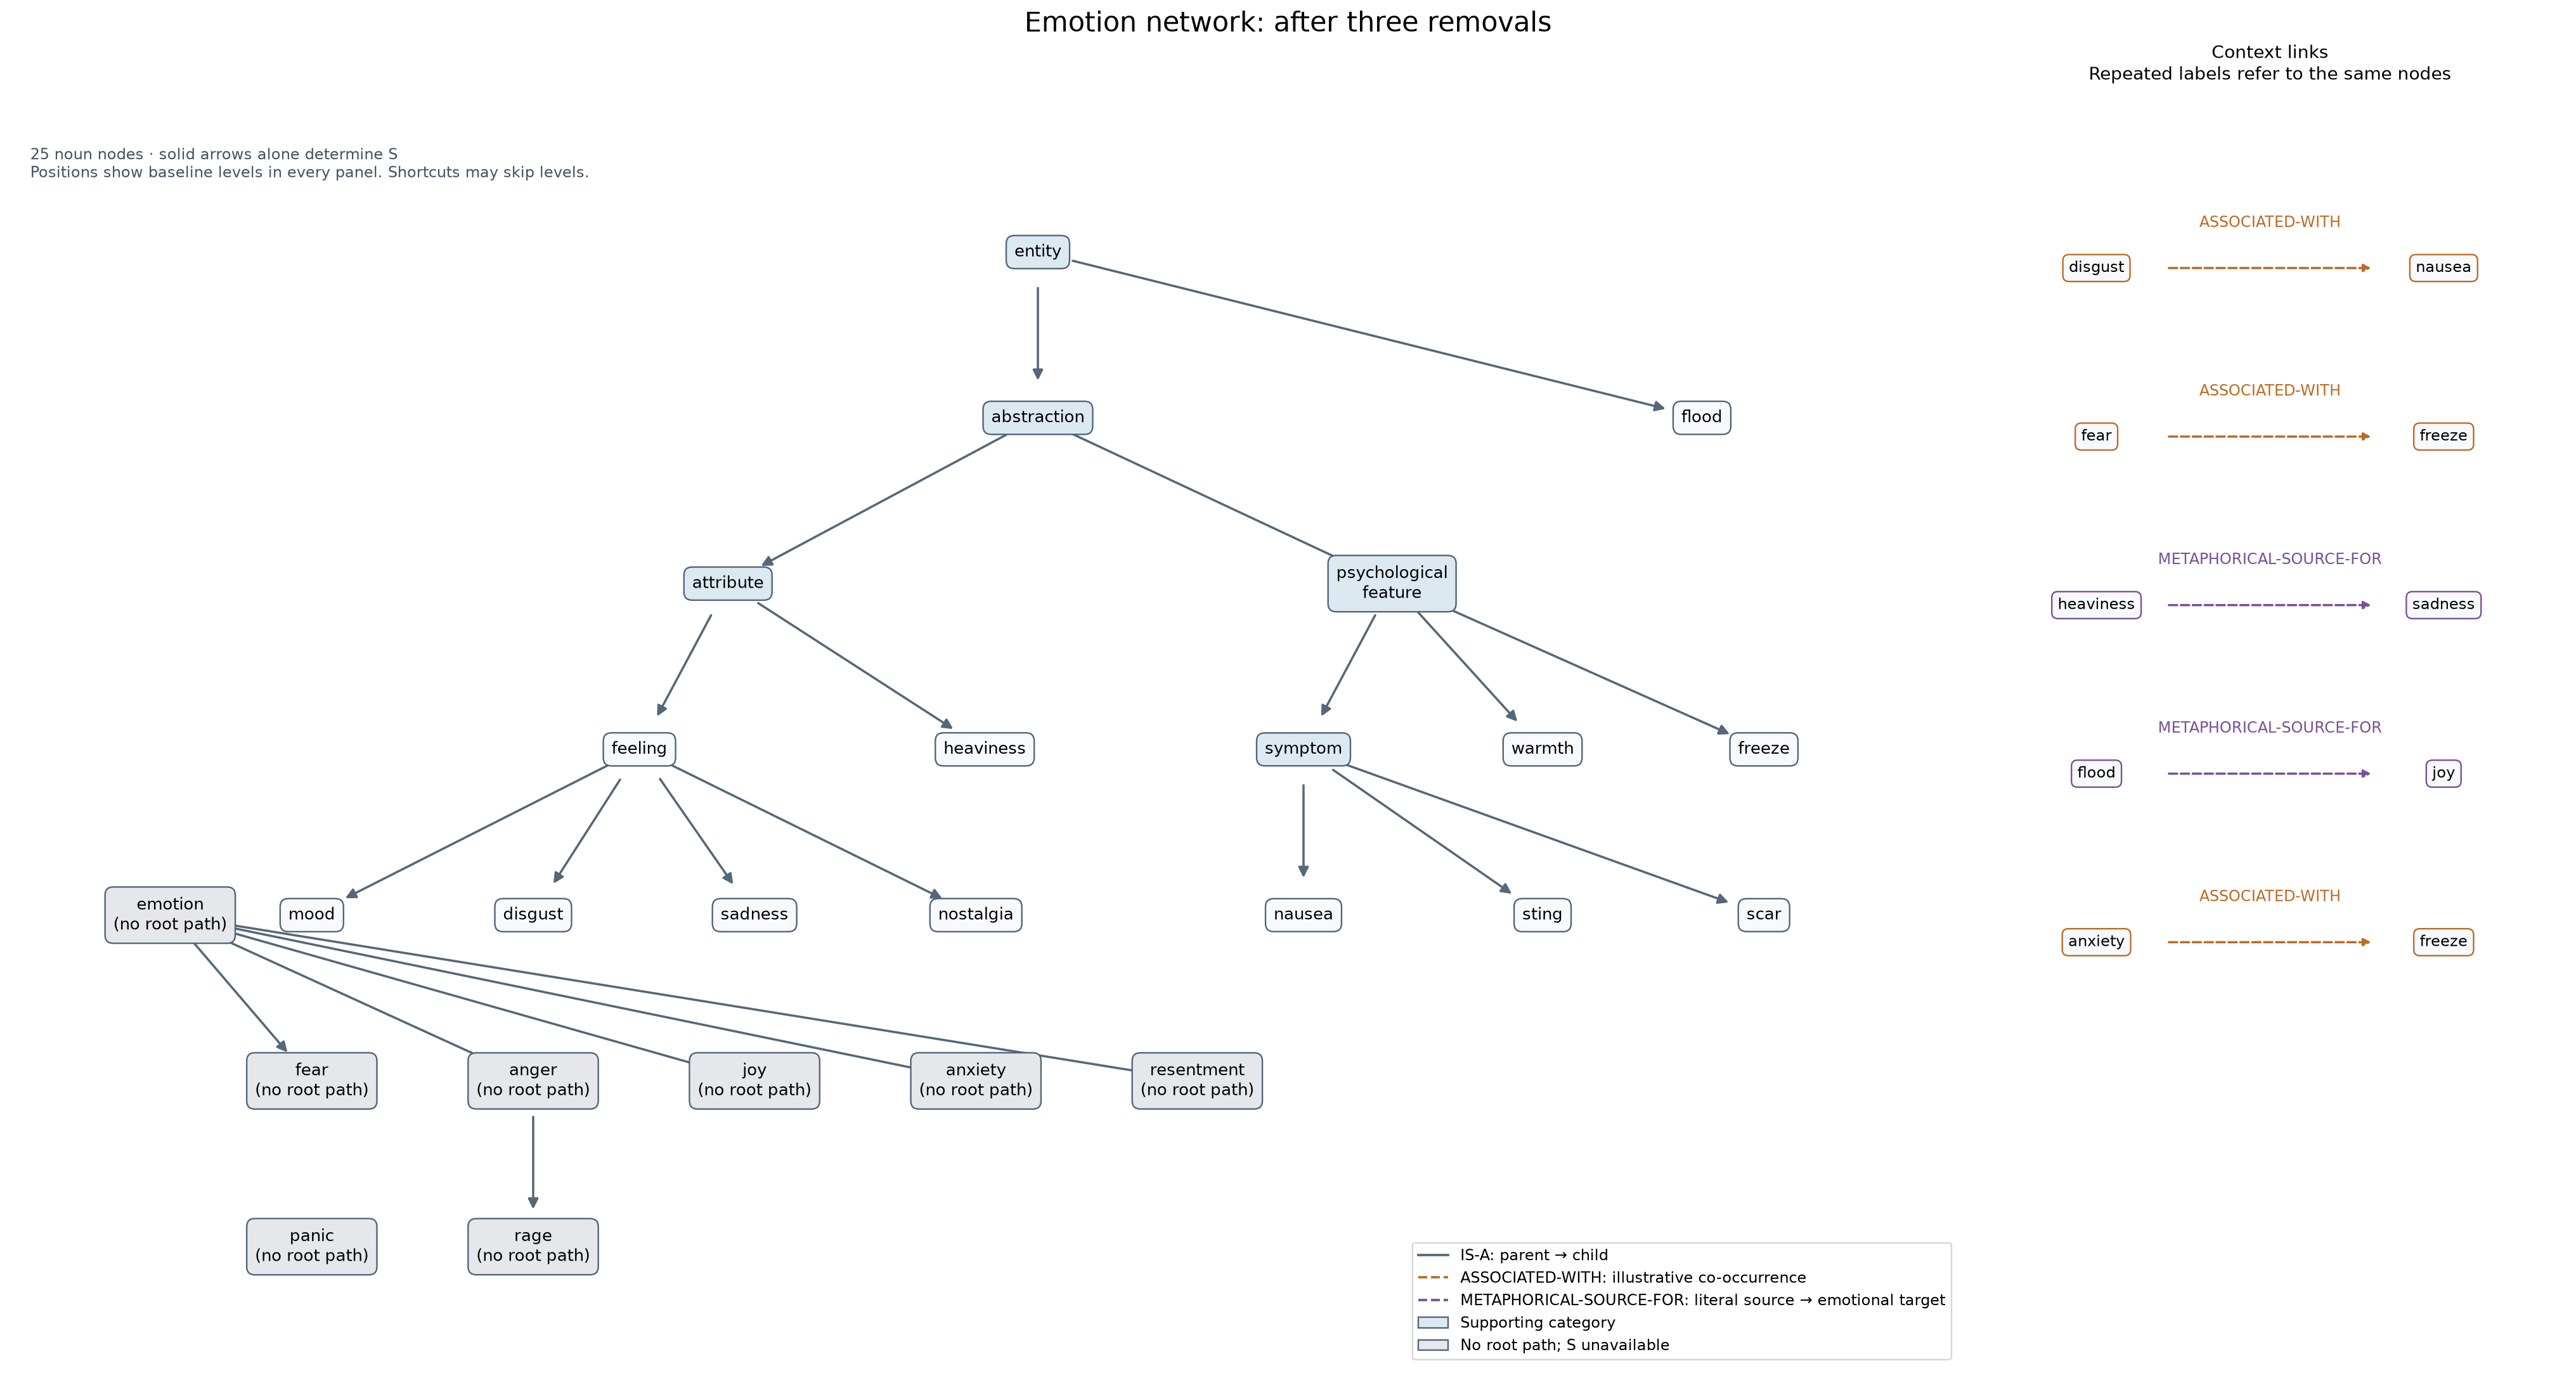 Emotion network: after three removals
Context links
Repeated labels refer to the same nodes
25 noun nodes · solid arrows alone determine S
Positions show baseline levels in every panel. Shortcuts may skip levels.
entity
abstraction
flood
attribute
psychological
feature
feeling
heaviness
symptom
warmth
freeze
emotion
(no root path)
mood
disgust
sadness
nostalgia
nausea
sting
scar
fear
(no root path)
anger
(no root path)
joy
(no root path)
anxiety
(no root path)
resentment
(no root path)
panic
(no root path)
rage
(no root path)
ASSOCIATED-WITH
disgust
nausea
ASSOCIATED-WITH
fear
freeze
METAPHORICAL-SOURCE-FOR
heaviness
sadness
METAPHORICAL-SOURCE-FOR
flood
joy
ASSOCIATED-WITH
anxiety
freeze
IS-A: parent → child
ASSOCIATED-WITH: illustrative co-occurrence
METAPHORICAL-SOURCE-FOR: literal source → emotional target
Supporting category
No root path; S unavailable